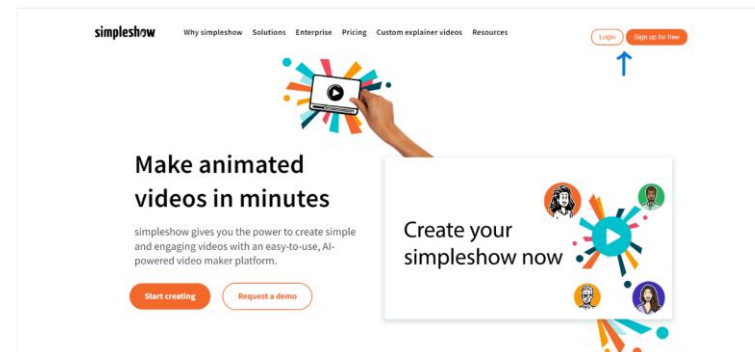 simpleshow
Why simpleshow Solutions Enterprise Pricing Custom explainer videos Resources
Login Sign up for free
Make animated
videos in minutes
simpleshow gives you the power to create simple
and engaging videos with an easy-to-use, AI-
powered video maker platform.
Start creating Request a demo
Create your
simpleshow now